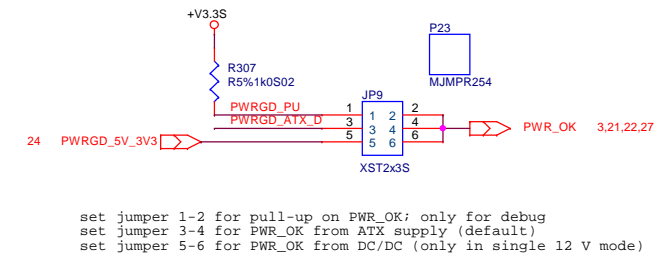 +V3.3S
P23
R307
R5%1k0S02
MJMPR254
JP9
PWRGD_PU 1 1 2 2
PWRGD_ATX_D 3 3 4 4
24 PWRGD_5V_3V3 5 5 6 6
PWR_OK 3,21,22,27
XST2x3S
set jumper 1-2 for pull-up on PWR_OK; only for debug
set jumper 3-4 for PWR_OK from ATX supply (default)
set jumper 5-6 for PWR_OK from DC/DC (only in single 12 V mode)